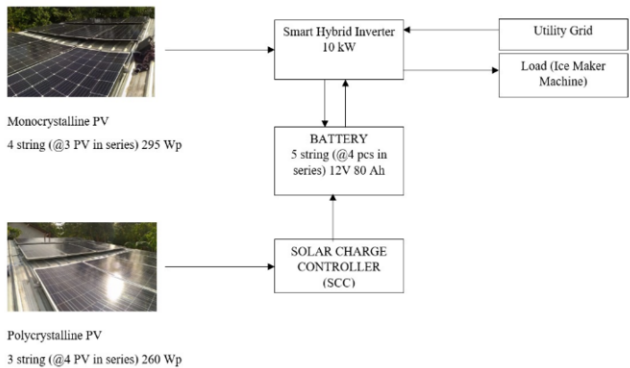 Smart Hybrid Inverter
10 kW
Utility Grid
Load (Ice Maker
Machine)
Monocrystalline PV
4 string (@3 PV in series) 295 Wp
BATTERY
5 string (@4 pcs in
series) 12V 80 Ah
SOLAR CHARGE
CONTROLLER
(SCC)
Polycrystalline PV
3 string (@4 PV in series) 260 Wp